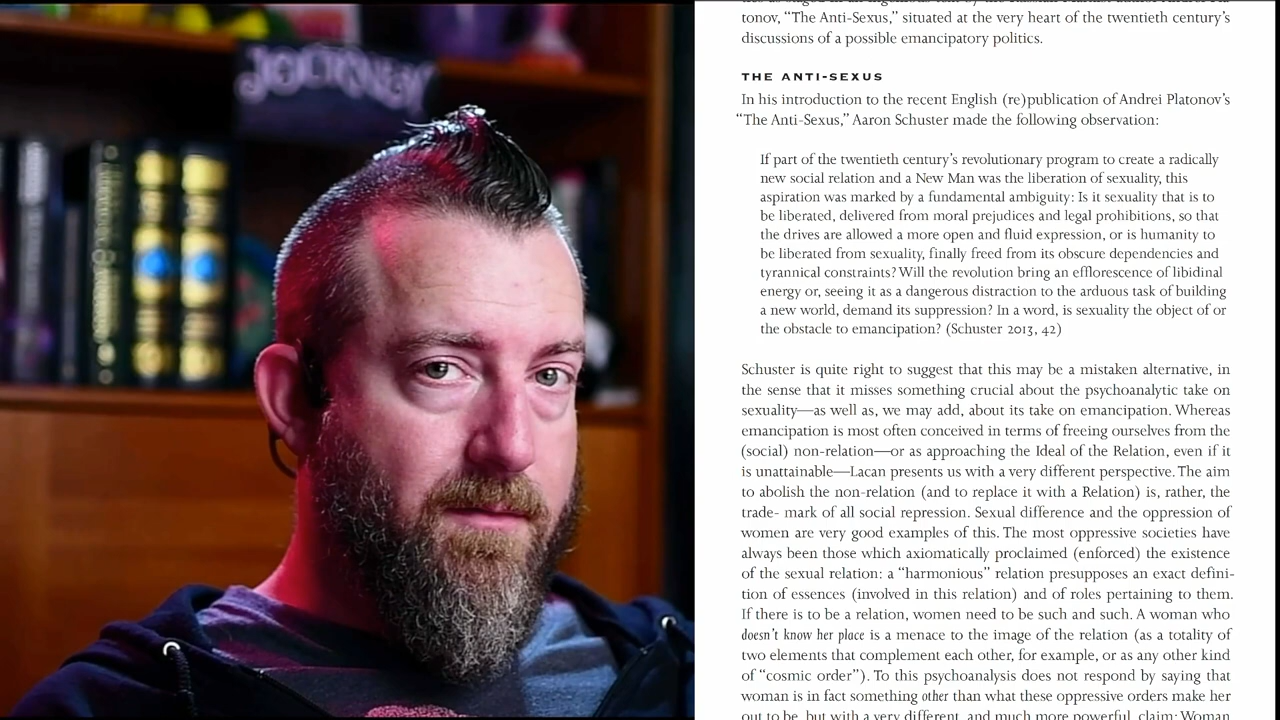 JOURNEY
tonov, “The Anti-Sexus,” situated at the very heart of the twentieth century’s
discussions of a possible emancipatory politics.
THE ANTI-SEXUS
In his introduction to the recent English (re)publication of Andrei Platonov’s
“The Anti-Sexus,” Aaron Schuster made the following observation:
If part of the twentieth century’s revolutionary program to create a radically
new social relation and a New Man was the liberation of sexuality, this
aspiration was marked by a fundamental ambiguity: Is it sexuality that is to
be liberated, delivered from moral prejudices and legal prohibitions, so that
the drives are allowed a more open and fluid expression, or is humanity to
be liberated from sexuality, finally freed from its obscure dependencies and
tyrannical constraints? Will the revolution bring an efflorescence of libidinal
energy or, seeing it as a dangerous distraction to the arduous task of building
a new world, demand its suppression? In a word, is sexuality the object of or
the obstacle to emancipation? (Schuster 2013, 42)
Schuster is quite right to suggest that this may be a mistaken alternative, in
the sense that it misses something crucial about the psychoanalytic take on
sexuality—as well as, we may add, about its take on emancipation. Whereas
emancipation is most often conceived in terms of freeing ourselves from the
(social) non-relation—or as approaching the Ideal of the Relation, even if it
is unattainable—Lacan presents us with a very different perspective. The aim
to abolish the non-relation (and to replace it with a Relation) is, rather, the
trade- mark of all social repression. Sexual difference and the oppression of
women are very good examples of this. The most oppressive societies have
always been those which axiomatically proclaimed (enforced) the existence
of the sexual relation: a “harmonious” relation presupposes an exact defini-
tion of essences (involved in this relation) and of roles pertaining to them.
If there is to be a relation, women need to be such and such. A woman who
doesn’t know her place is a menace to the image of the relation (as a totality of
two elements that complement each other, for example, or as any other kind
of “cosmic order”). To this psychoanalysis does not respond by saying that
woman is in fact something other than what these oppressive orders make her
out to be, but with a very different, and much more powerful, claim: Woman